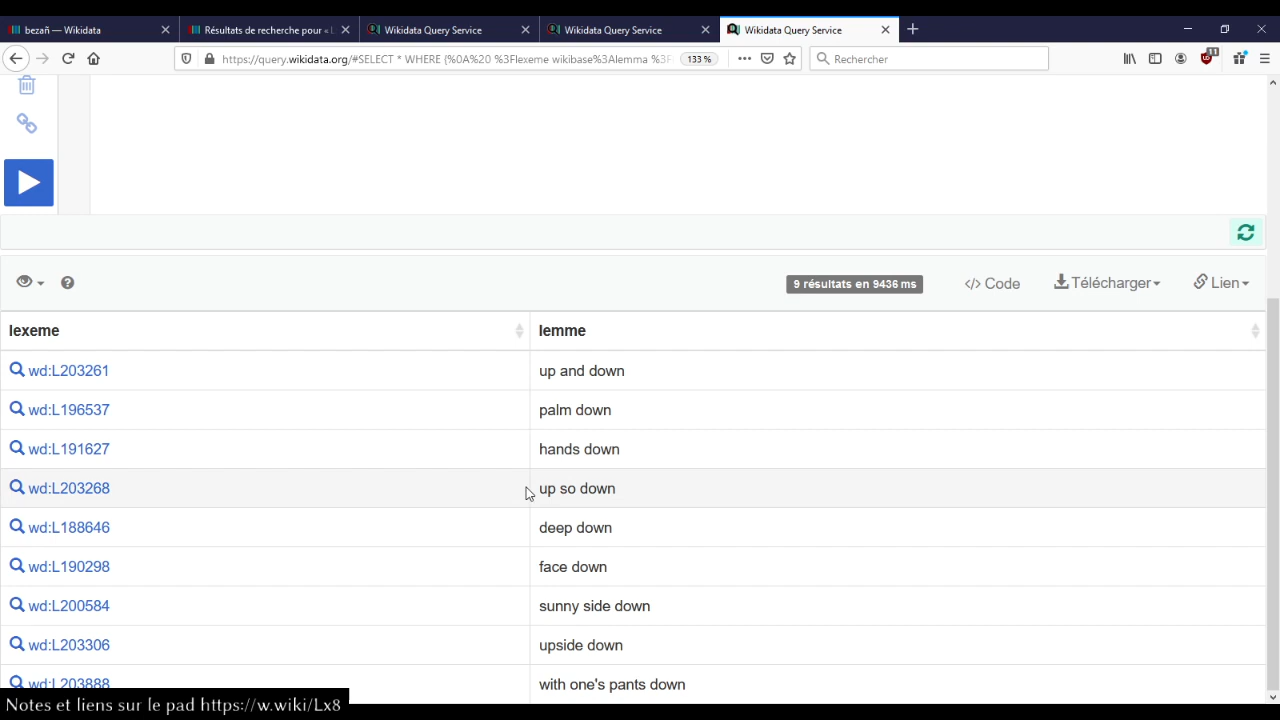 bezañ — Wikidata
Résultats de recherche pour « L
Wikidata Query Service
Wikidata Query Service
Wikidata Query Service
https://query.wikidata.org/#SELECT * WHERE {%0A%20 %3Flexeme wikibase%3Alemma %3F
133 %
Rechercher
11
9 résultats en 9436 ms
</> Code
Télécharger
Lien
lexeme
lemme
wd:L203261
up and down
wd:L196537
palm down
wd:L191627
hands down
wd:L203268
up so down
wd:L188646
deep down
wd:L190298
face down
wd:L200584
sunny side down
wd:L203306
upside down
wd:L203888
with one's pants down
Notes et liens sur le pad https://w.wiki/Lx8